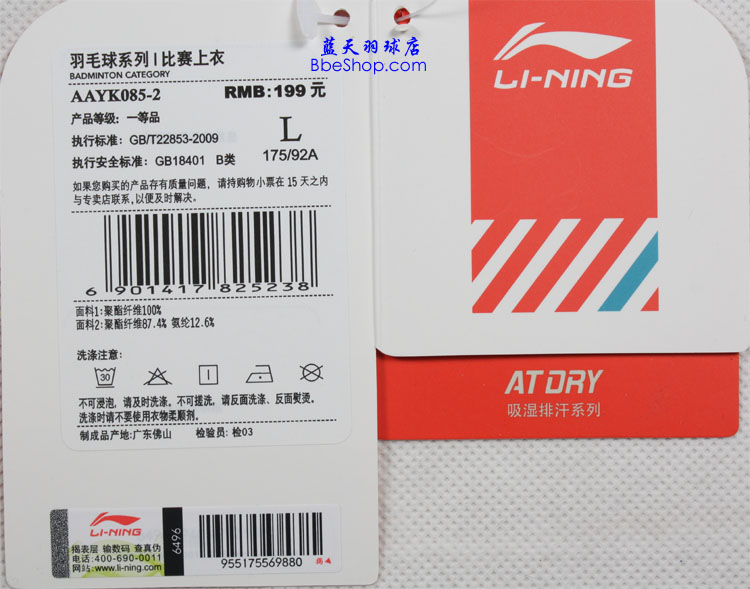 蓝天羽球店
BbeShop.com
羽毛球系列 | 比赛上衣
BADMINTON CATEGORY
AAYK085-2 RMB:199 元
产品等级: 一等品
执行标准: GB/T22853-2009
L
执行安全标准: GB18401 B类
175/92A
如果您购买的产品存有质量问题, 请持购物小票在 15 天之内
与专卖店联系,以便及时解决。
6 901417 825238
面料1:聚酯纤维100%
面料2:聚酯纤维87.4% 氨纶12.6%
洗涤注意:
30
不可浸泡, 请及时洗涤。不可搓洗, 请反面洗涤、反面熨烫。
洗涤时请不要使用衣物柔顺剂。
制成品产地:广东佛山 检验员: 检03
LI-NING
揭表层 输数码 查真伪
电话:400-690-0011
网站:www.li-ning.com
6496
955175569880
LI-NING
AT DRY
吸湿排汗系列